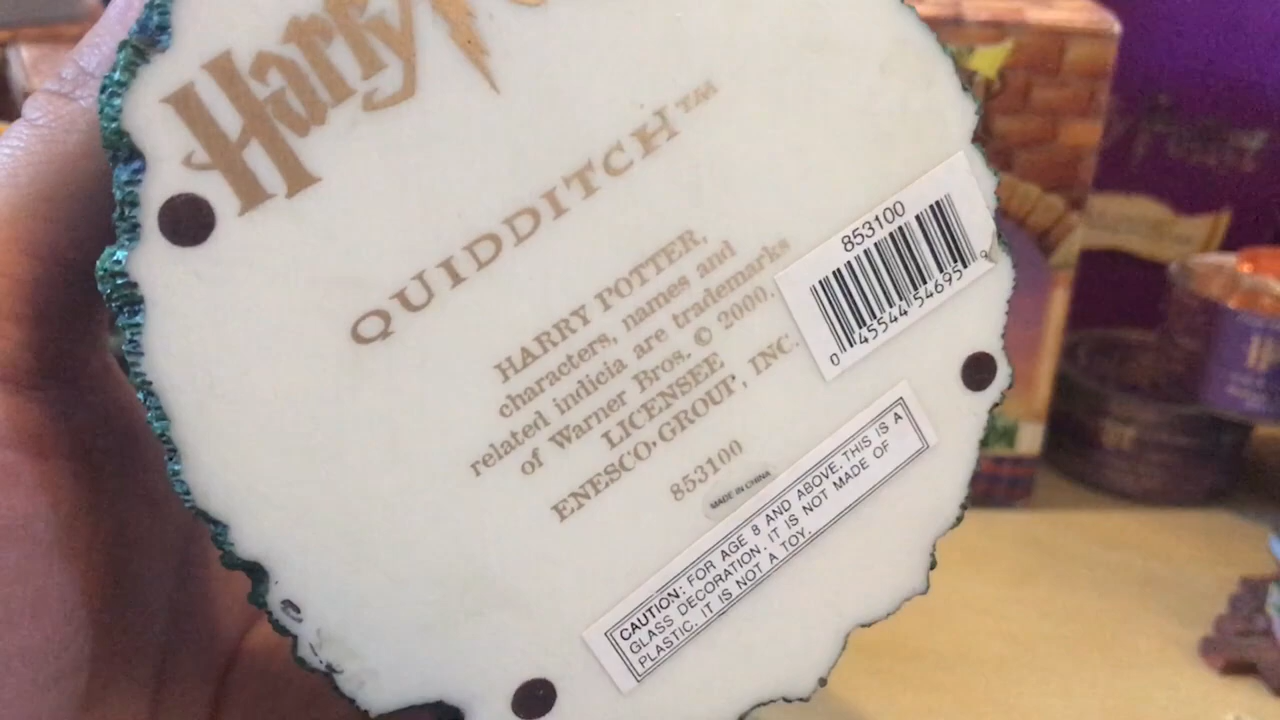 Harry
QUIDDITCH™
HARRY POTTER,
characters, names and
related indicia are trademarks
of Warner Bros. © 2000.
LICENSEE
ENESCO GROUP, INC.
853100
MADE IN CHINA
853100
0 45544 54695 9
CAUTION: FOR AGE 8 AND ABOVE. THIS IS A
GLASS DECORATION. IT IS NOT MADE OF
PLASTIC. IT IS NOT A TOY.